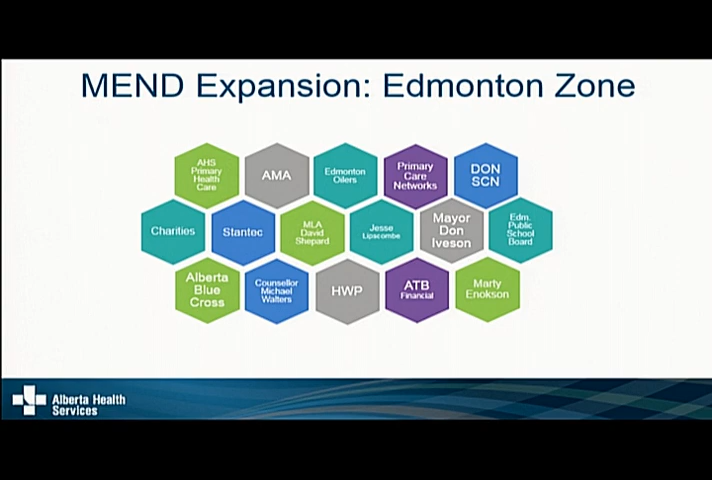 MEND Expansion: Edmonton Zone
AHS
Primary
Health
Care
AMA
Edmonton
Oilers
Primary
Care
Networks
DON
SCN
Charities
Stantec
MLA
David
Shepard
Jesse
Lipscombe
Mayor
Don
Iveson
Edm.
Public
School
Board
Alberta
Blue
Cross
Counsellor
Michael
Walters
HWP
ATB
Financial
Marty
Enokson
Alberta Health
Services